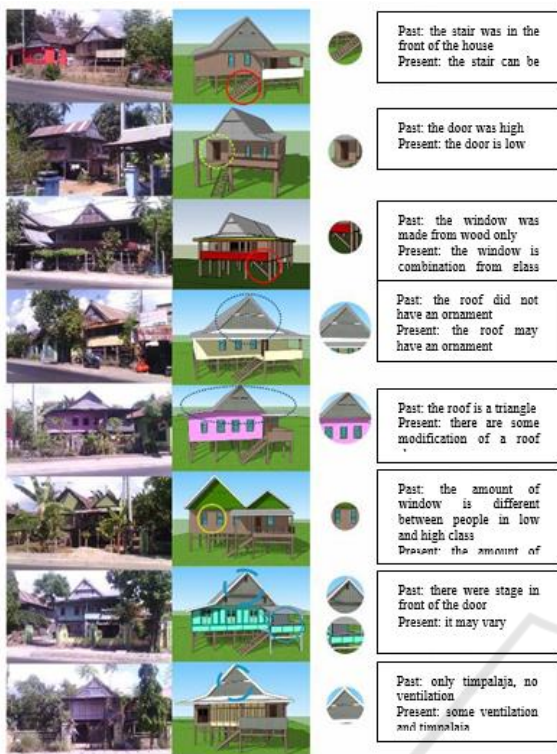 Past: the stair was in the
front of the house
Present: the stair can be
Past: the door was high
Present: the door is low
Past: the window was
made from wood only
Present: the window is
combination from glass
Past: the roof did not
have an ornament
Present: the roof may
have an ornament
Past: the roof is a triangle
Present: there are some
modification of a roof
Past: the amount of
window is different
between people in low
and high class
Present: the amount of
Past: there were stage in
front of the door
Present: it may vary
Past: only timpalaja, no
ventilation
Present: some ventilation
and timpalaja